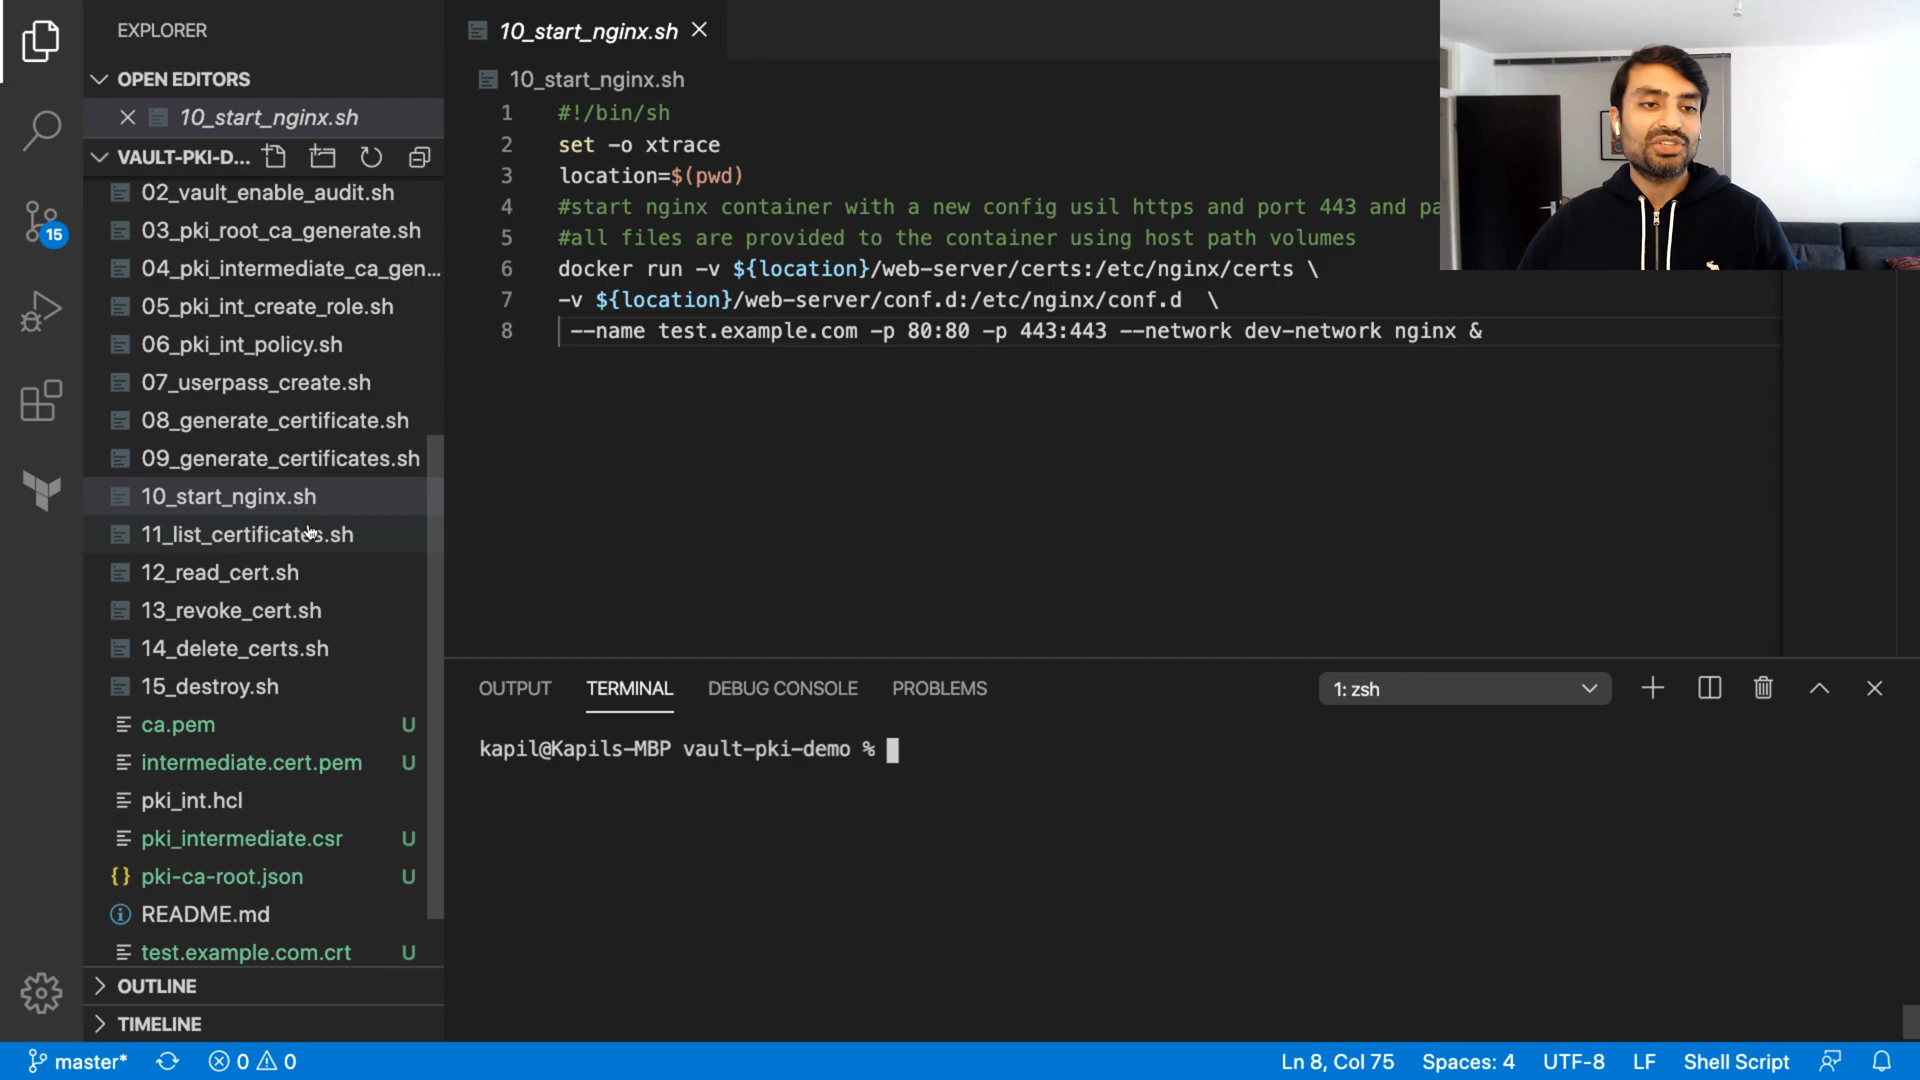 EXPLORER
OPEN EDITORS
10_start_nginx.sh
VAULT-PKI-D...
02_vault_enable_audit.sh
03_pki_root_ca_generate.sh
04_pki_intermediate_ca_gen...
05_pki_int_create_role.sh
06_pki_int_policy.sh
07_userpass_create.sh
08_generate_certificate.sh
09_generate_certificates.sh
10_start_nginx.sh
11_list_certificates.sh
12_read_cert.sh
13_revoke_cert.sh
14_delete_certs.sh
15_destroy.sh
ca.pem U
intermediate.cert.pem U
pki_int.hcl
pki_intermediate.csr U
{} pki-ca-root.json U
README.md
test.example.com.crt U
OUTLINE
TIMELINE
15
10_start_nginx.sh
10_start_nginx.sh
1 #!/bin/sh
2 set -o xtrace
3 location=$(pwd)
4 #start nginx container with a new config usil https and port 443 and pa
5 #all files are provided to the container using host path volumes
6 docker run -v ${location}/web-server/certs:/etc/nginx/certs \
7 -v ${location}/web-server/conf.d:/etc/nginx/conf.d  \
8 --name test.example.com -p 80:80 -p 443:443 --network dev-network nginx &
OUTPUT TERMINAL DEBUG CONSOLE PROBLEMS 1: zsh
kapil@Kapils-MBP vault-pki-demo %
master* 0 0 Ln 8, Col 75 Spaces: 4 UTF-8 LF Shell Script